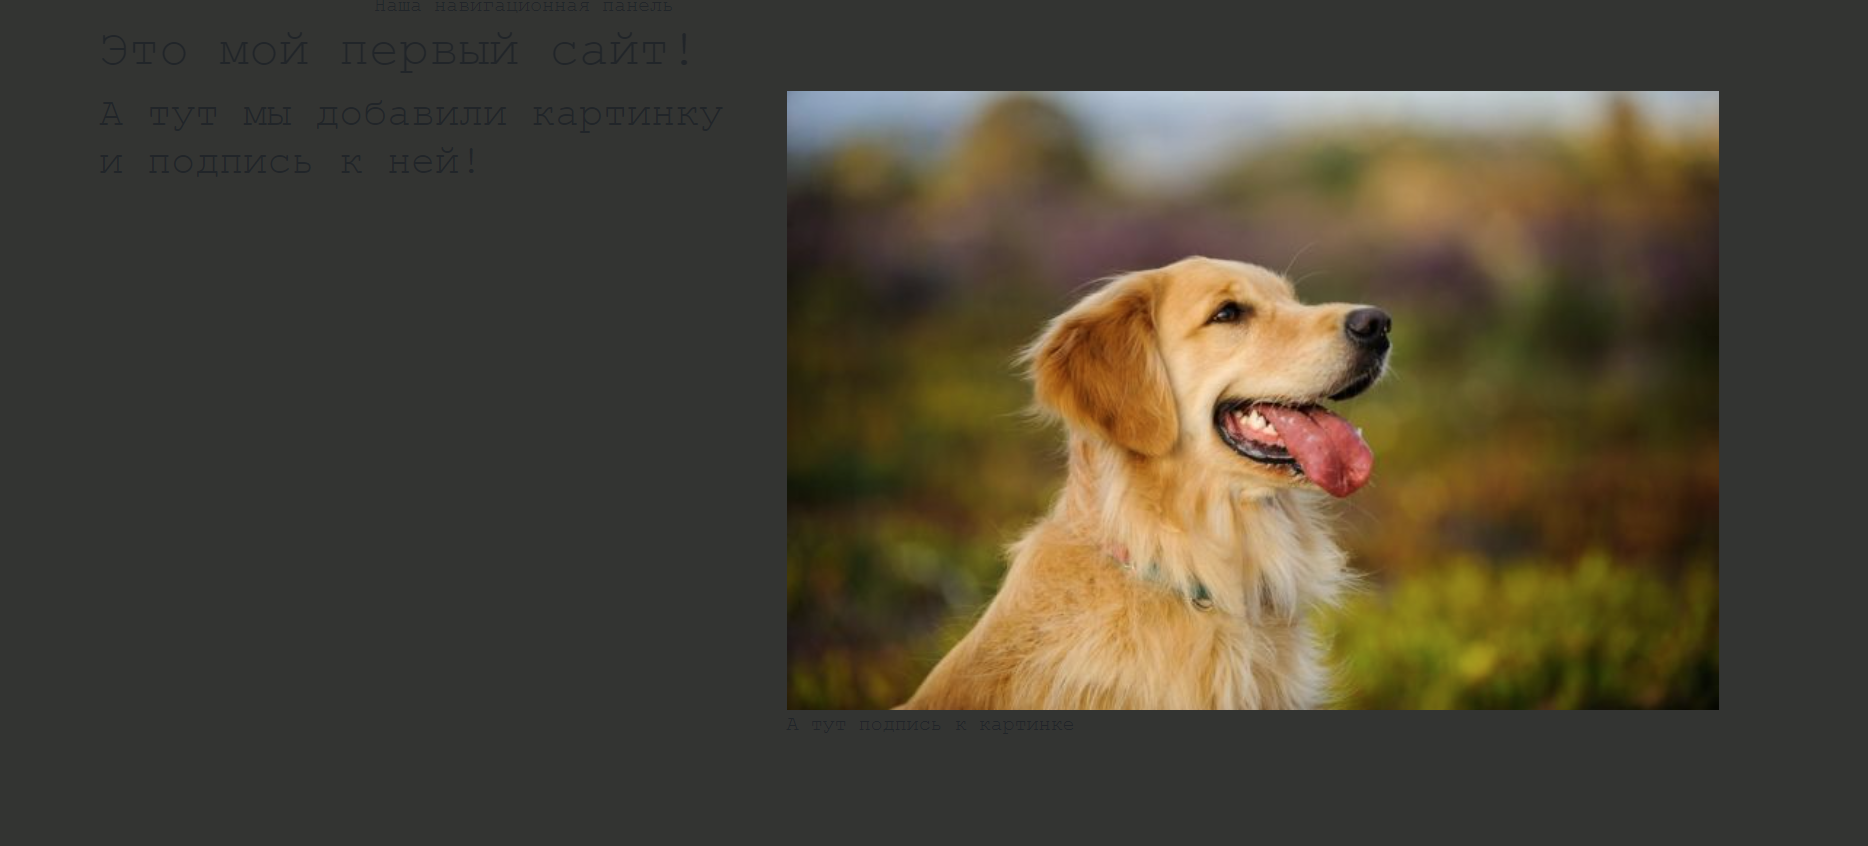 Наша навигационная панель
Это мой первый сайт!
А тут мы добавили картинку
и подпись к ней!
А тут подпись к картинке